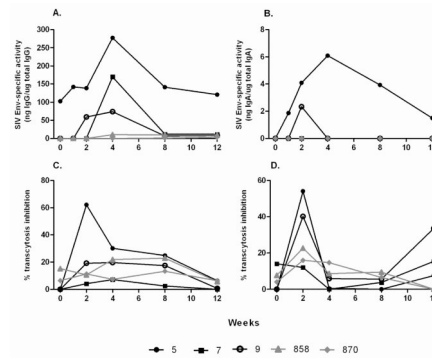 A.
B.
SIV Env-specific activity
(ng IgG/ug total IgG)
300
250
200
150
100
50
0
0 2 4 6 8 10 12
SIV Env-specific activity
(ng IgA/ug total IgA)
8
6
4
2
0
0 2 4 6 8 10 12
C.
D.
% transcytosis inhibition
80
60
40
20
0
0 2 4 6 8 10 12
% transcytosis inhibition
60
40
20
0
0 2 4 6 8 10 12
Weeks
5 7 9 858 870